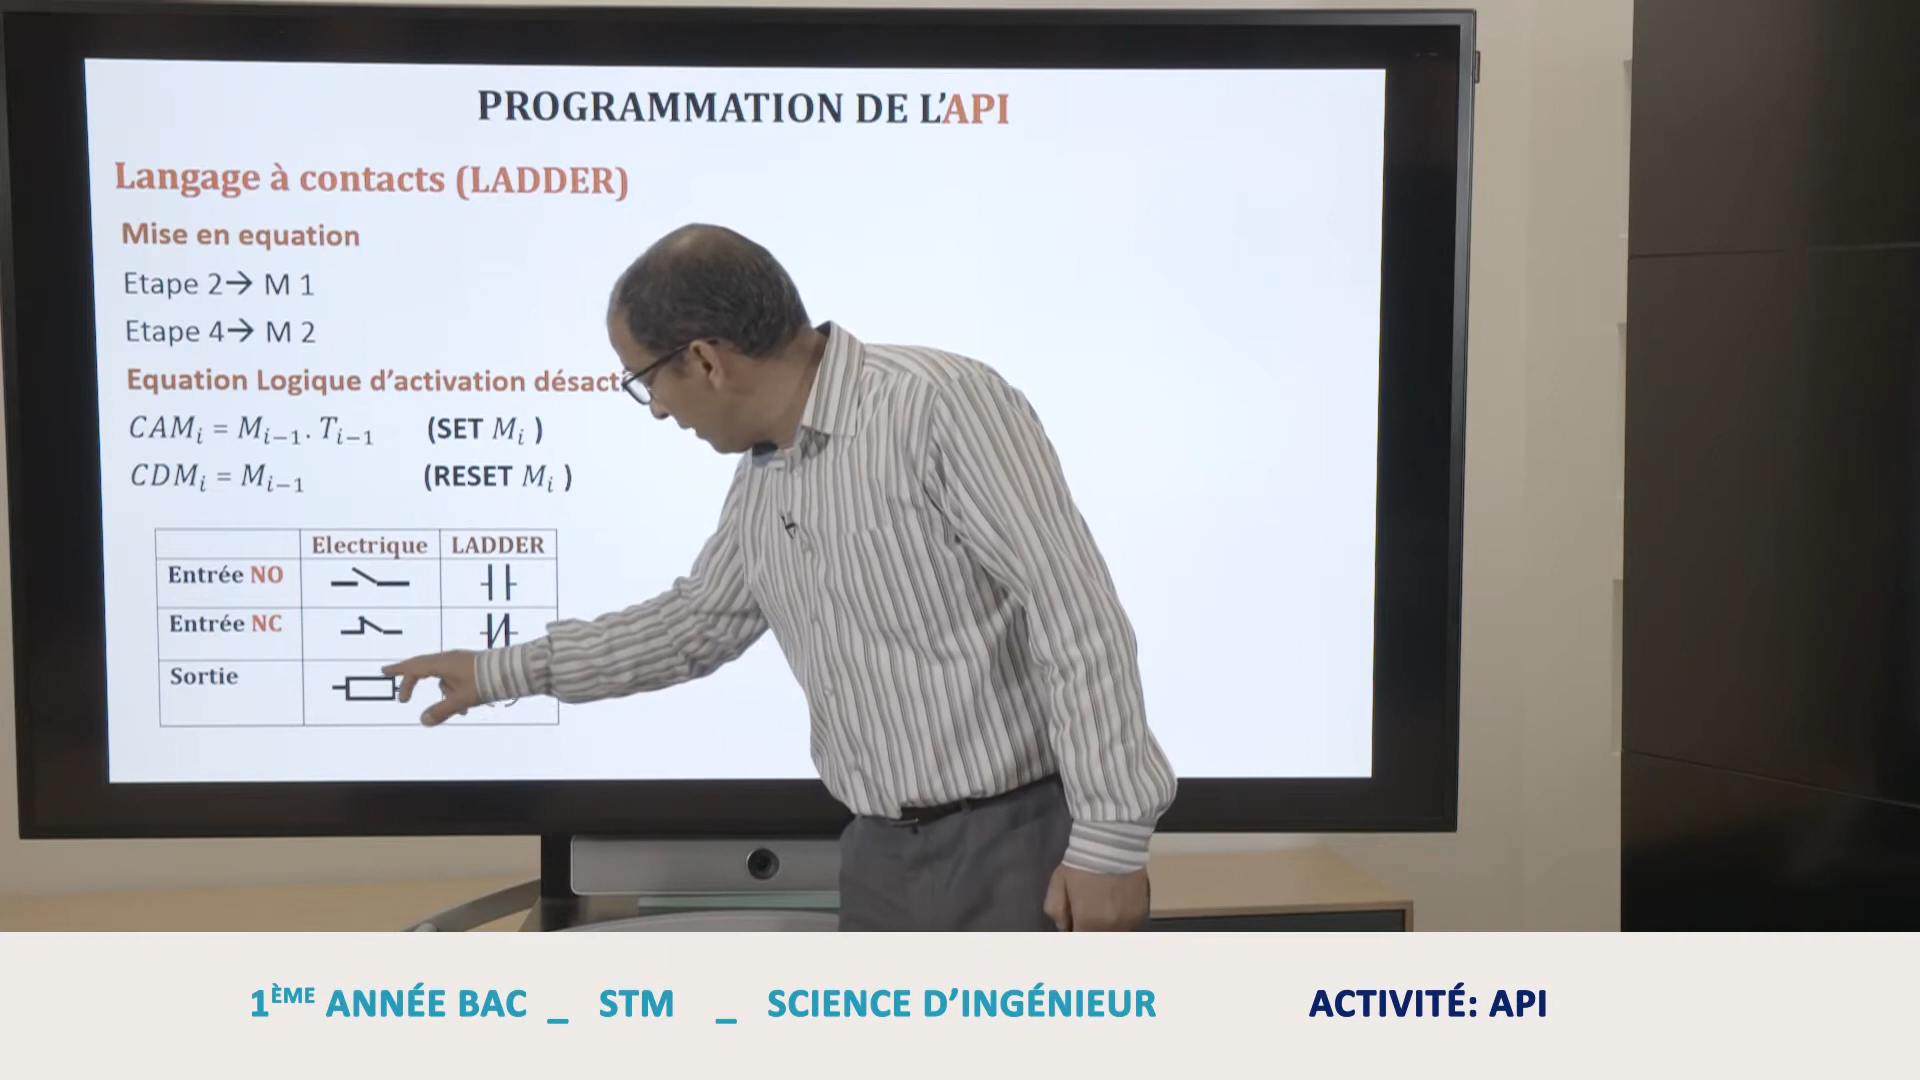 PROGRAMMATION DE L'API
Langage à contacts (LADDER)
Mise en equation
Etape 2→ M 1
Etape 4→ M 2
Equation Logique d'activation
CAMᵢ = Mᵢ₋₁. Tᵢ₋₁ (SET Mᵢ )
CDMᵢ = Mᵢ₋₁ (RESET Mᵢ )
Electrique LADDER
Entrée NO
Entrée NC
Sortie
1ÈME ANNÉE BAC _ STM _ SCIENCE D'INGÉNIEUR ACTIVITÉ: API